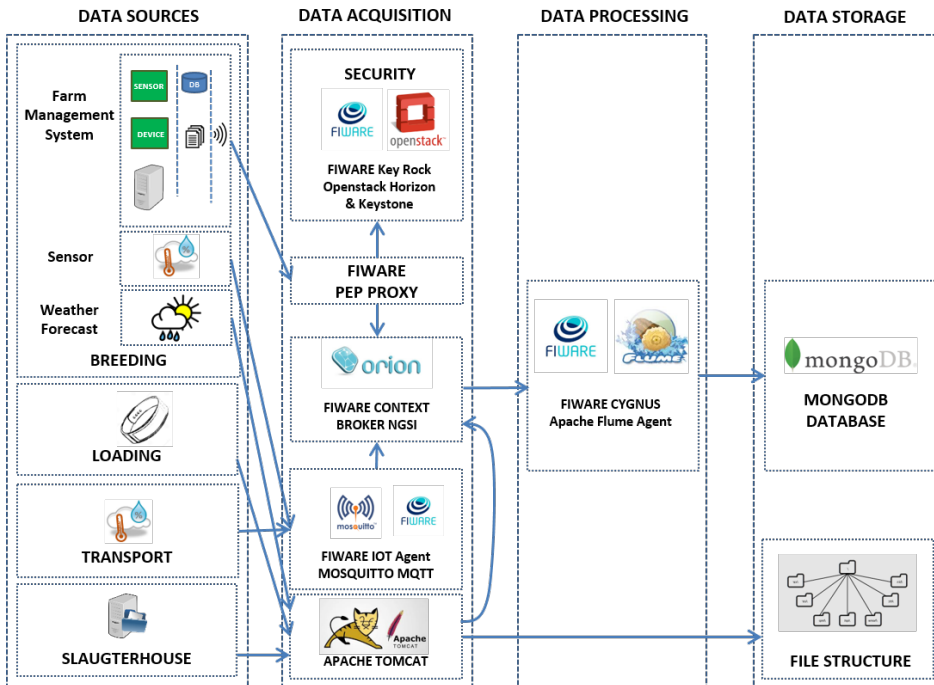 DATA SOURCES
DATA ACQUISITION
DATA PROCESSING
DATA STORAGE
Farm
Management
System
SENSOR
DB
DEVICE
Sensor
%
Weather
Forecast
BREEDING
LOADING
%
TRANSPORT
SLAUGTERHOUSE
SECURITY
FIWARE
openstack
FIWARE Key Rock
Openstack Horizon
& Keystone
FIWARE
PEP PROXY
orion
FIWARE CONTEXT
BROKER NGSI
mosquitto
FIWARE
FIWARE IOT Agent
MOSQUITTO MQTT
Apache
TOMCAT
APACHE TOMCAT
FIWARE
FLUME
FIWARE CYGNUS
Apache Flume Agent
mongoDB
MONGODB
DATABASE
FILE STRUCTURE